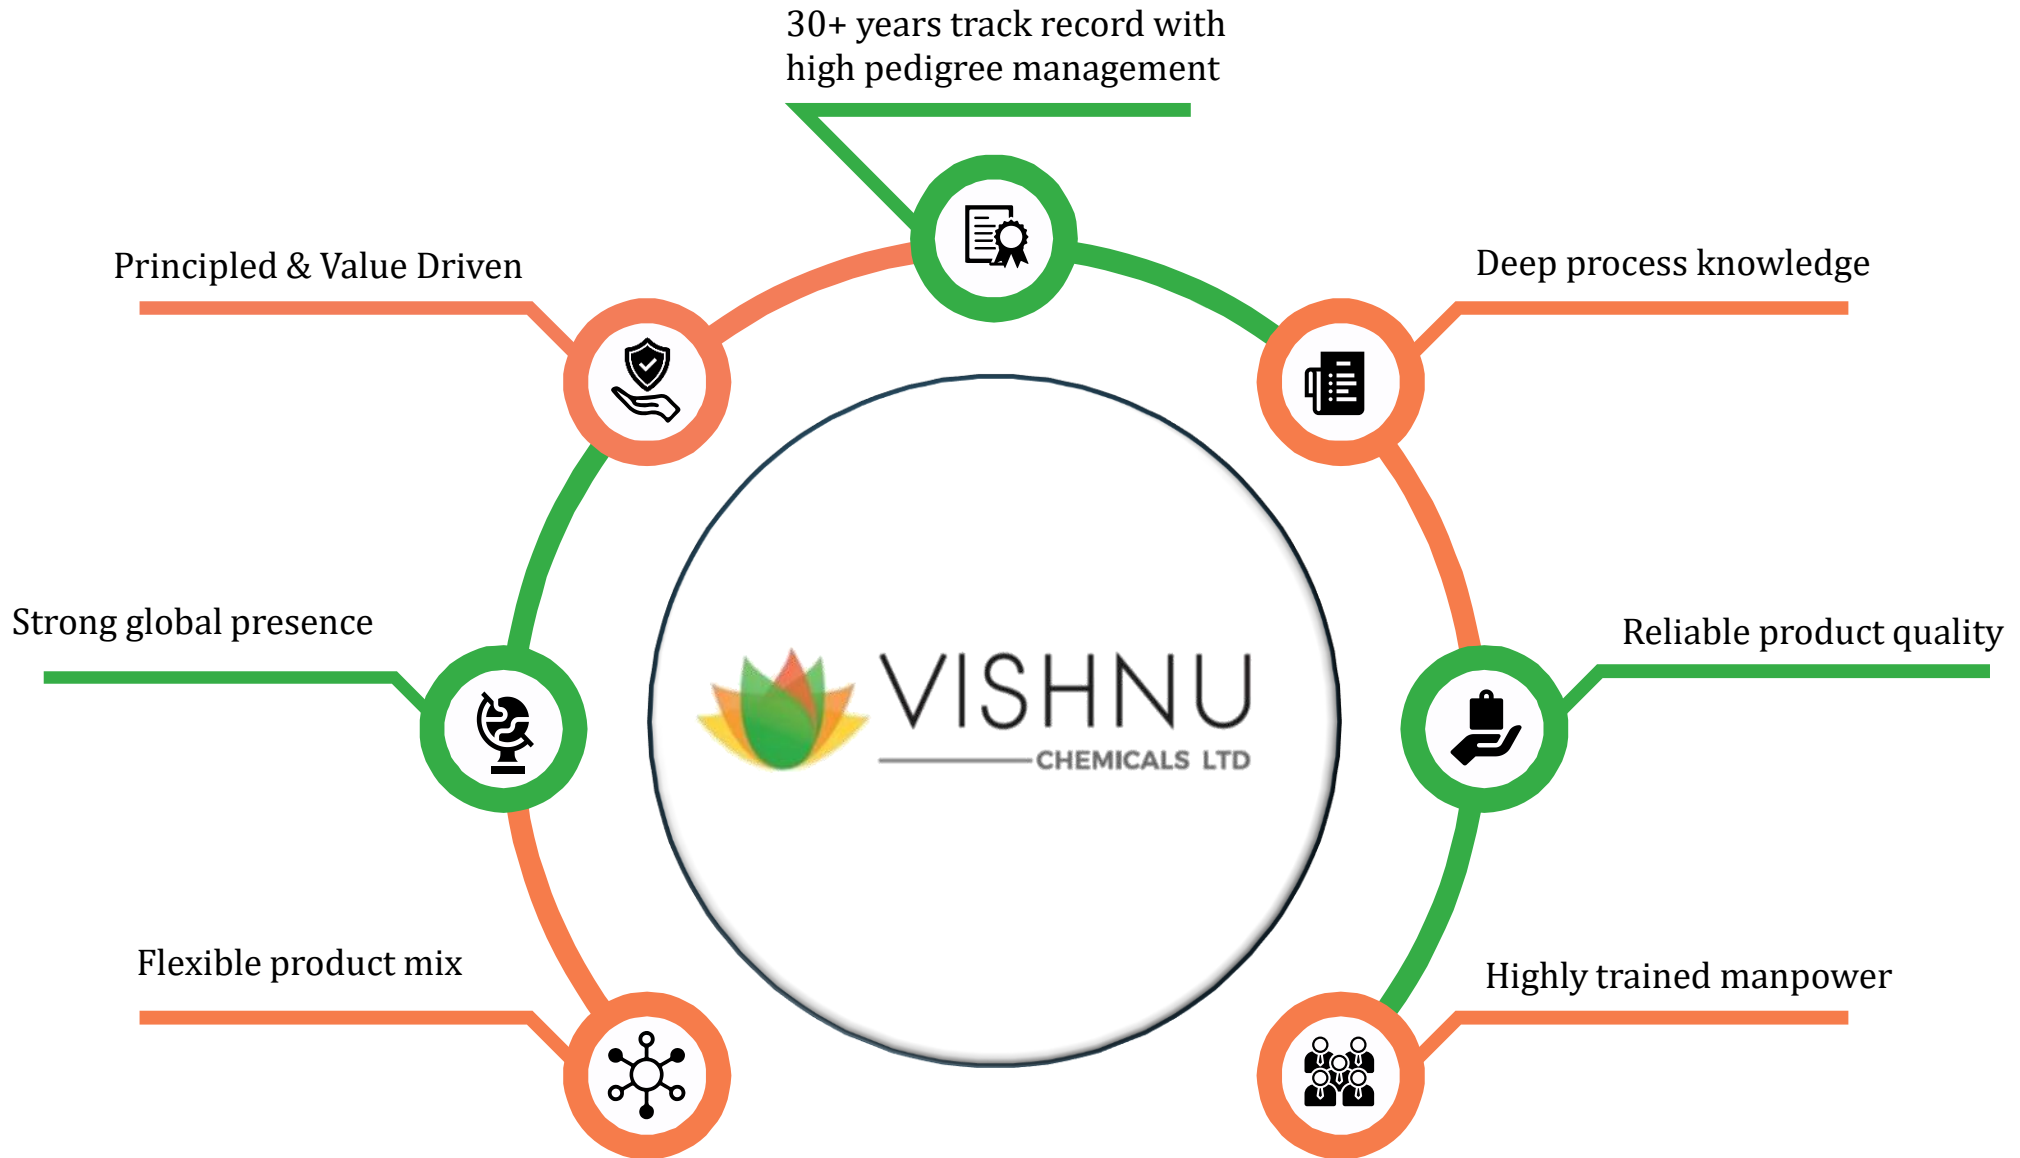 30+ years track record with
high pedigree management
Principled & Value Driven
Deep process knowledge
Strong global presence
Reliable product quality
VISHNU
CHEMICALS LTD
Flexible product mix
Highly trained manpower